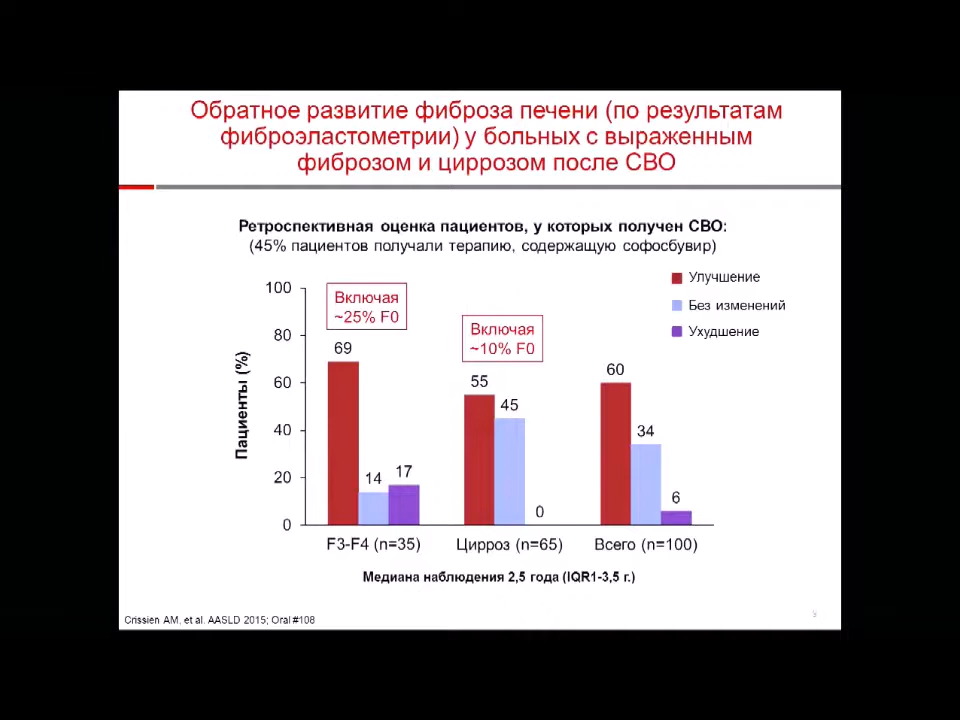 Обратное развитие фиброза печени (по результатам
фиброэластометрии) у больных с выраженным
фиброзом и циррозом после СВО
Ретроспективная оценка пациентов, у которых получен СВО:
(45% пациентов получали терапию, содержащую софосбувир)
Улучшение
Без изменений
Ухудшение
Пациенты (%)
100
80
60
40
20
0
Включая
~25% F0
Включая
~10% F0
69
14
17
55
45
0
60
34
6
F3-F4 (n=35)
Цирроз (n=65)
Всего (n=100)
Медиана наблюдения 2,5 года (IQR1-3,5 г.)
Crissien AM, et al. AASLD 2015; Oral #108
9